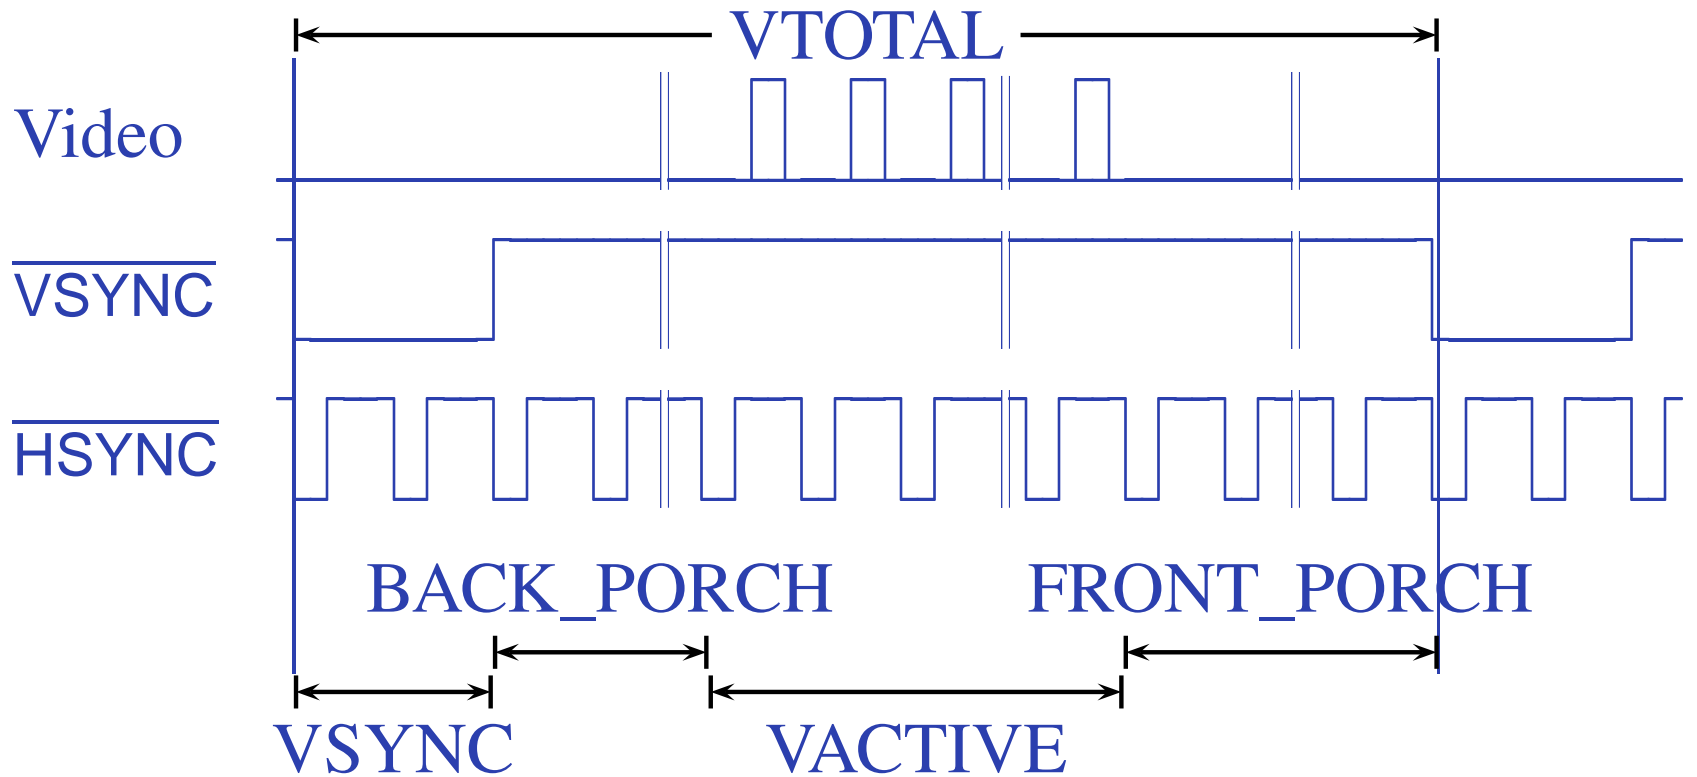 VTOTAL
Video
VSYNC
HSYNC
BACK_PORCH
FRONT_PORCH
VSYNC
VACTIVE